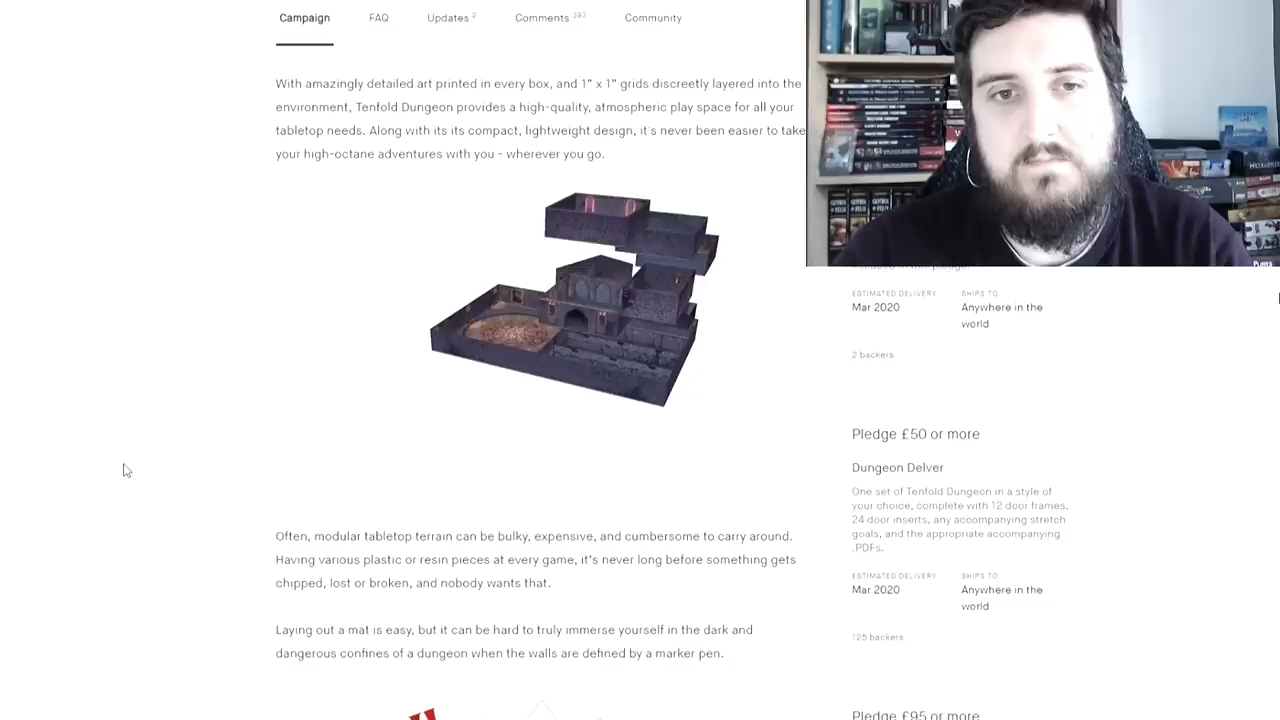 Campaign
FAQ
Updates 2
Comments 393
Community
With amazingly detailed art printed in every box, and 1" x 1" grids discreetly layered into the
environment, Tenfold Dungeon provides a high-quality, atmospheric play space for all your
tabletop needs. Along with its its compact, lightweight design, it's never been easier to take
your high-octane adventures with you - wherever you go.
Often, modular tabletop terrain can be bulky, expensive, and cumbersome to carry around.
Having various plastic or resin pieces at every game, it's never long before something gets
chipped, lost or broken, and nobody wants that.
Laying out a mat is easy, but it can be hard to truly immerse yourself in the dark and
dangerous confines of a dungeon when the walls are defined by a marker pen.
ESTIMATED DELIVERY
Mar 2020
SHIPS TO
Anywhere in the
world
2 backers
Pledge £50 or more
Dungeon Delver
One set of Tenfold Dungeon in a style of
your choice, complete with 12 door frames,
24 door inserts, any accompanying stretch
goals, and the appropriate accompanying
.PDFs.
ESTIMATED DELIVERY
Mar 2020
SHIPS TO
Anywhere in the
world
125 backers
Pledge £95 or more